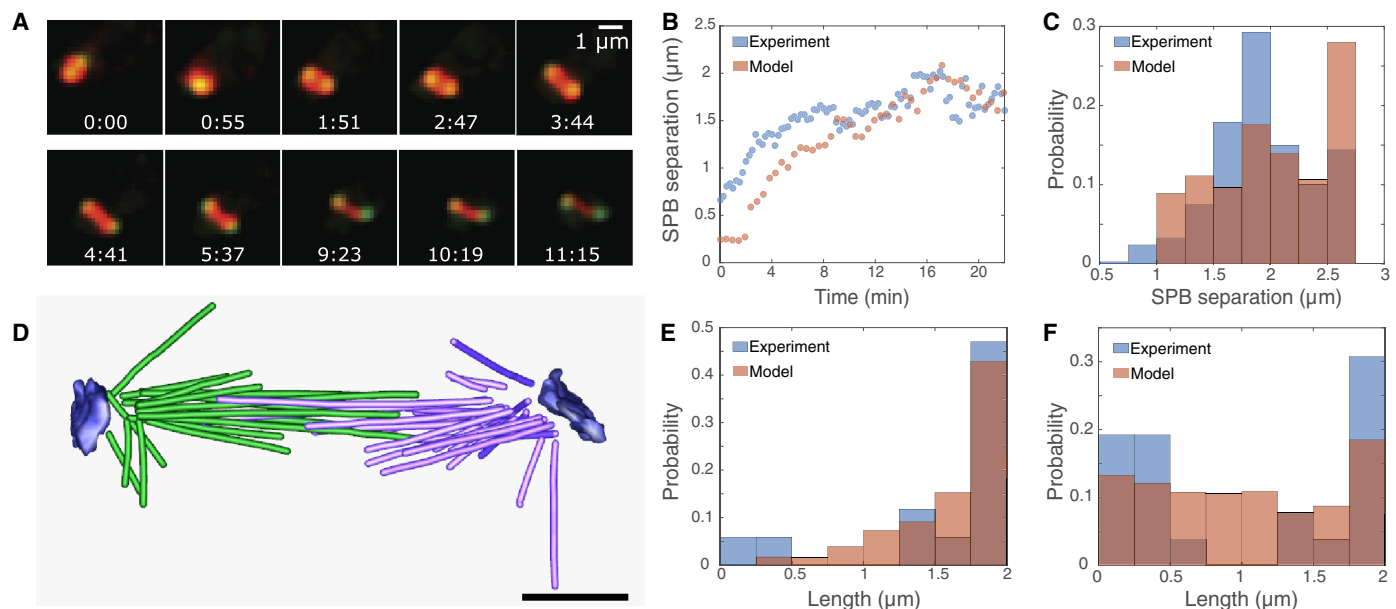 A
1 µm
0:00
0:55
1:51
2:47
3:44
4:41
5:37
9:23
10:19
11:15
B
Experiment
Model
SPB separation (µm)
2.5
2
1.5
1
0.5
0
0 4 8 12 16 20
Time (min)
C
Experiment
Model
Probability
0.3
0.2
0.1
0
0.5 1 1.5 2 2.5 3
SPB separation (µm)
D
E
Experiment
Model
Probability
0.5
0.4
0.3
0.2
0.1
0
0 0.5 1 1.5 2
Length (µm)
F
Experiment
Model
Probability
0.3
0.2
0.1
0
0 0.5 1 1.5 2
Length (µm)